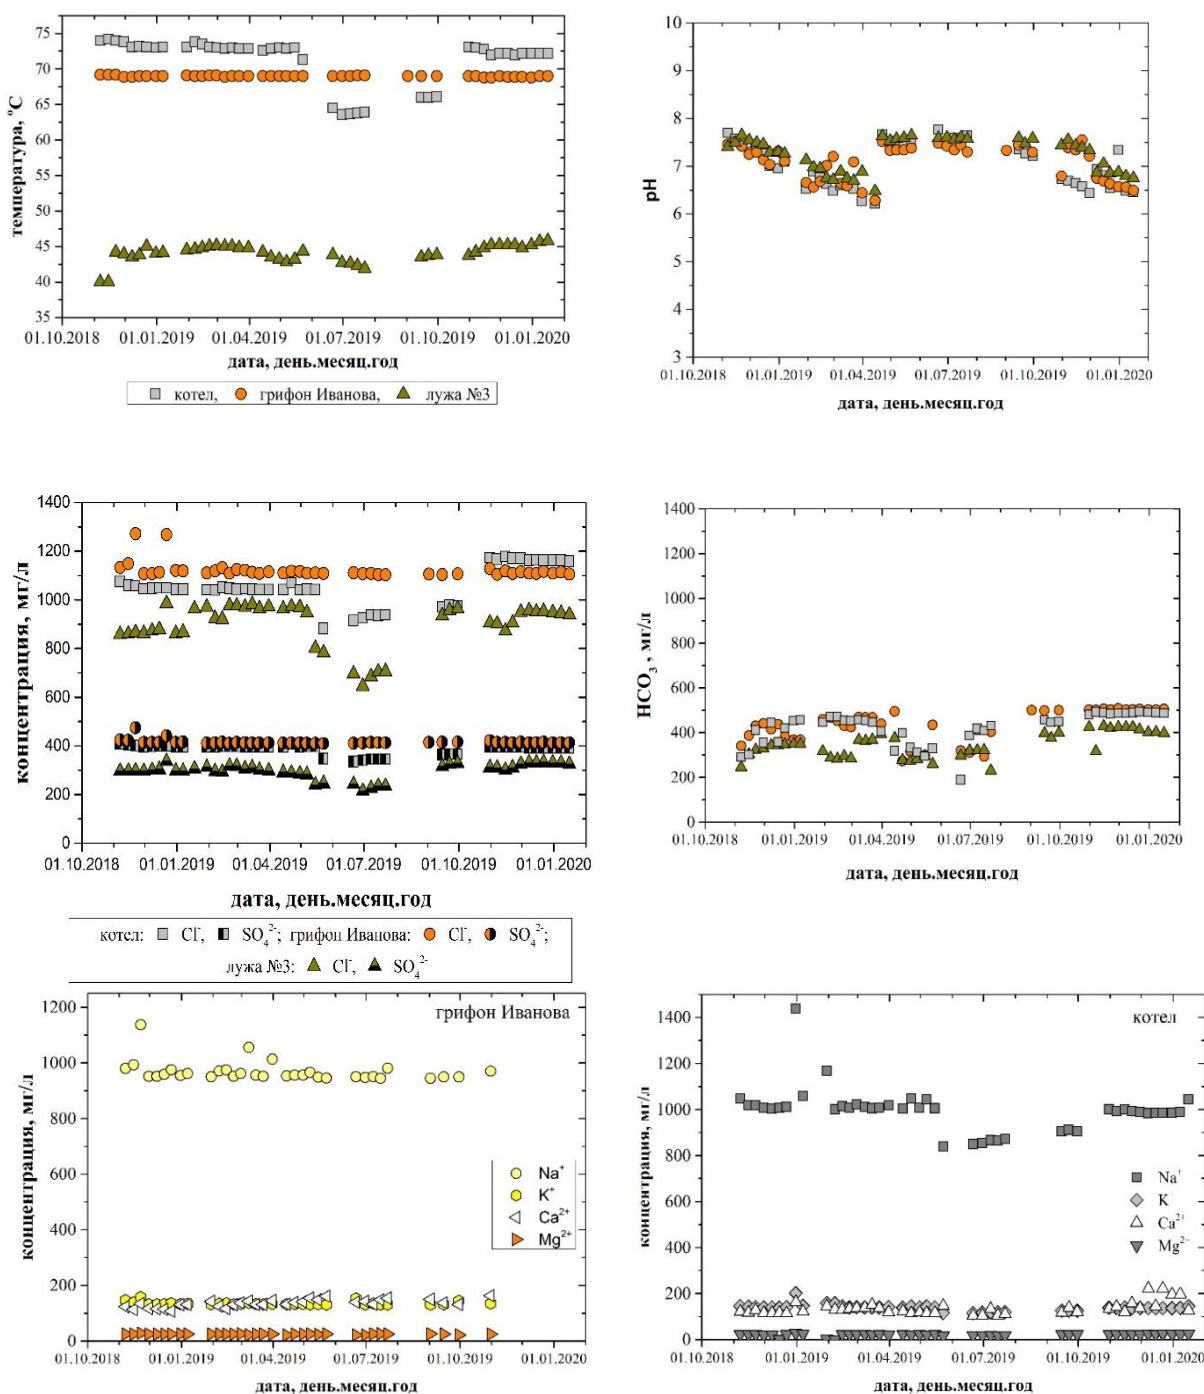 75
70
65
60
55
50
45
40
35
температура, °C
01.10.2018 01.01.2019 01.04.2019 01.07.2019 01.10.2019 01.01.2020
дата, день.месяц.год
котел, грифон Иванова, лужа №3
10
9
8
7
6
5
4
3
pH
01.10.2018 01.01.2019 01.04.2019 01.07.2019 01.10.2019 01.01.2020
дата, день.месяц.год
1400
1200
1000
800
600
400
200
0
концентрация, мг/л
01.10.2018 01.01.2019 01.04.2019 01.07.2019 01.10.2019 01.01.2020
дата, день.месяц.год
котел: Cl⁻, SO₄²⁻; грифон Иванова: Cl⁻, SO₄²⁻;
лужа №3: Cl⁻, SO₄²⁻
1400
1200
1000
800
600
400
200
0
HCO₃⁻, мг/л
01.10.2018 01.01.2019 01.04.2019 01.07.2019 01.10.2019 01.01.2020
дата, день.месяц.год
1200
1000
800
600
400
200
0
концентрация, мг/л
грифон Иванова
Na⁺
K⁺
Ca²⁺
Mg²⁺
01.10.2018 01.01.2019 01.04.2019 01.07.2019 01.10.2019 01.01.2020
дата, день.месяц.год
1400
1200
1000
800
600
400
200
0
концентрация, мг/л
котел
Na⁺
K
Ca²⁺
Mg²⁻
01.10.2018 01.01.2019 01.04.2019 01.07.2019 01.10.2019 01.01.2020
дата, день.месяц.год